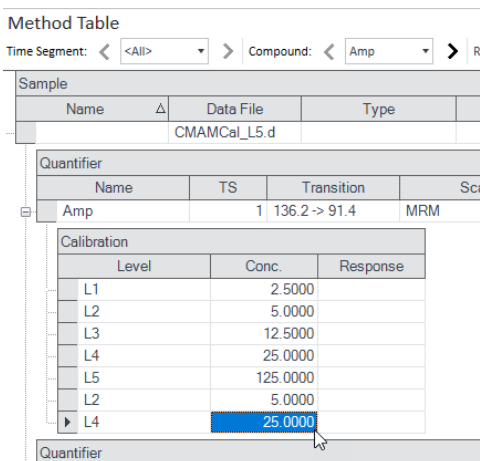 Method Table
Time Segment: <All> Compound: Amp R
Sample
Name Data File Type
CMAMCal_L5.d
Quantifier
Name TS Transition Sca
Amp 1 136.2 -> 91.4 MRM
Calibration
Level Conc. Response
L1 2.5000
L2 5.0000
L3 12.5000
L4 25.0000
L5 125.0000
L2 5.0000
L4 25.0000
Quantifier